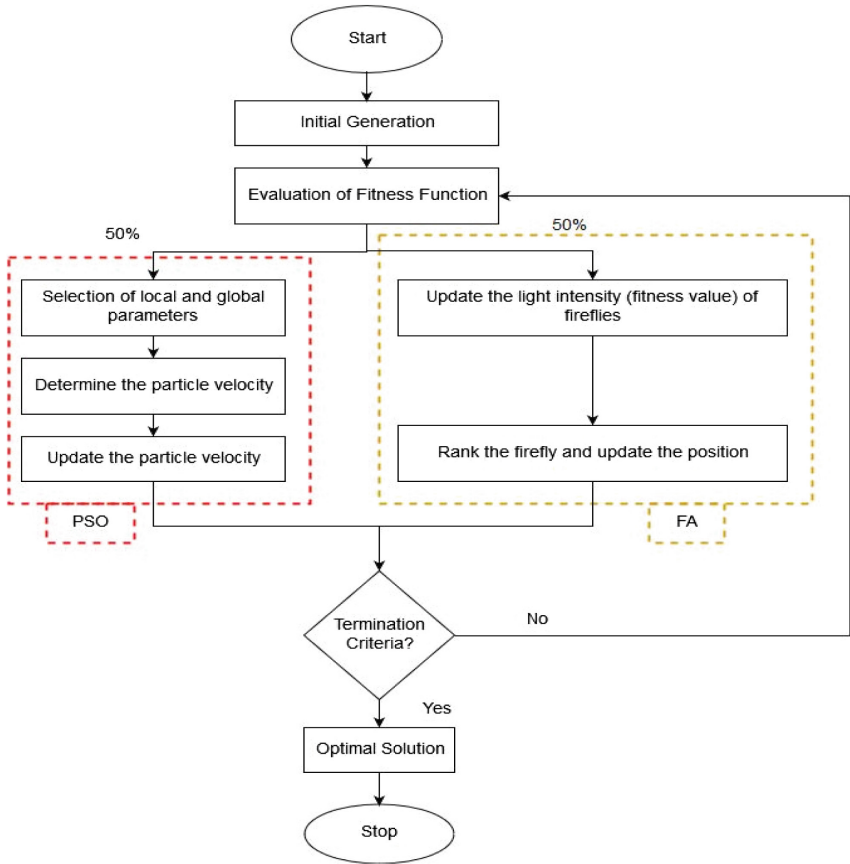 Start
Initial Generation
Evaluation of Fitness Function
50%
50%
Selection of local and global
parameters
Determine the particle velocity
Update the particle velocity
PSO
Update the light intensity (fitness value) of
fireflies
Rank the firefly and update the position
FA
Termination
Criteria?
No
Yes
Optimal Solution
Stop